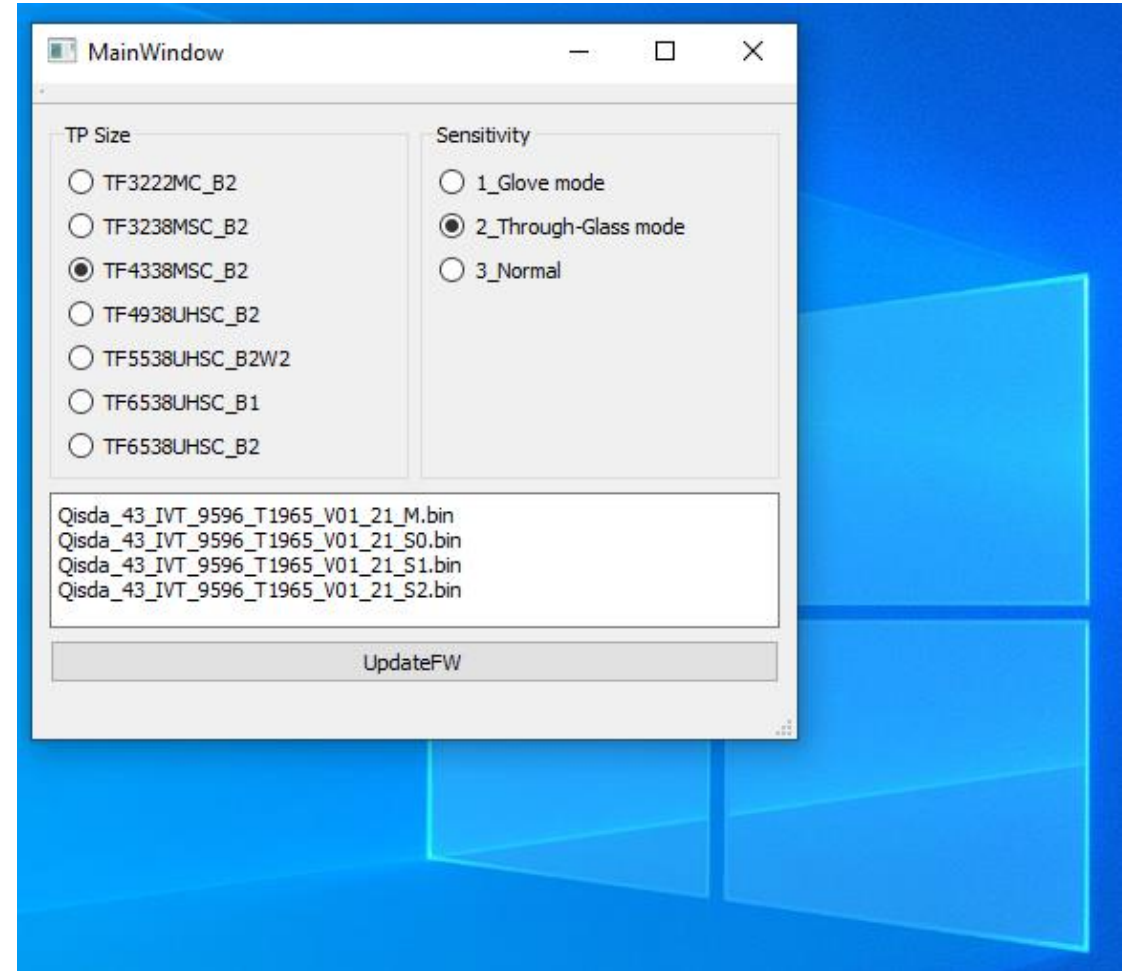 MainWindow
TP Size
TF3222MC_B2
TF3238MSC_B2
TF4338MSC_B2
TF4938UHSC_B2
TF5538UHSC_B2W2
TF6538UHSC_B1
TF6538UHSC_B2
Sensitivity
1_Glove mode
2_Through-Glass mode
3_Normal
Qisda_43_IVT_9596_T1965_V01_21_M.bin
Qisda_43_IVT_9596_T1965_V01_21_S0.bin
Qisda_43_IVT_9596_T1965_V01_21_S1.bin
Qisda_43_IVT_9596_T1965_V01_21_S2.bin
UpdateFW